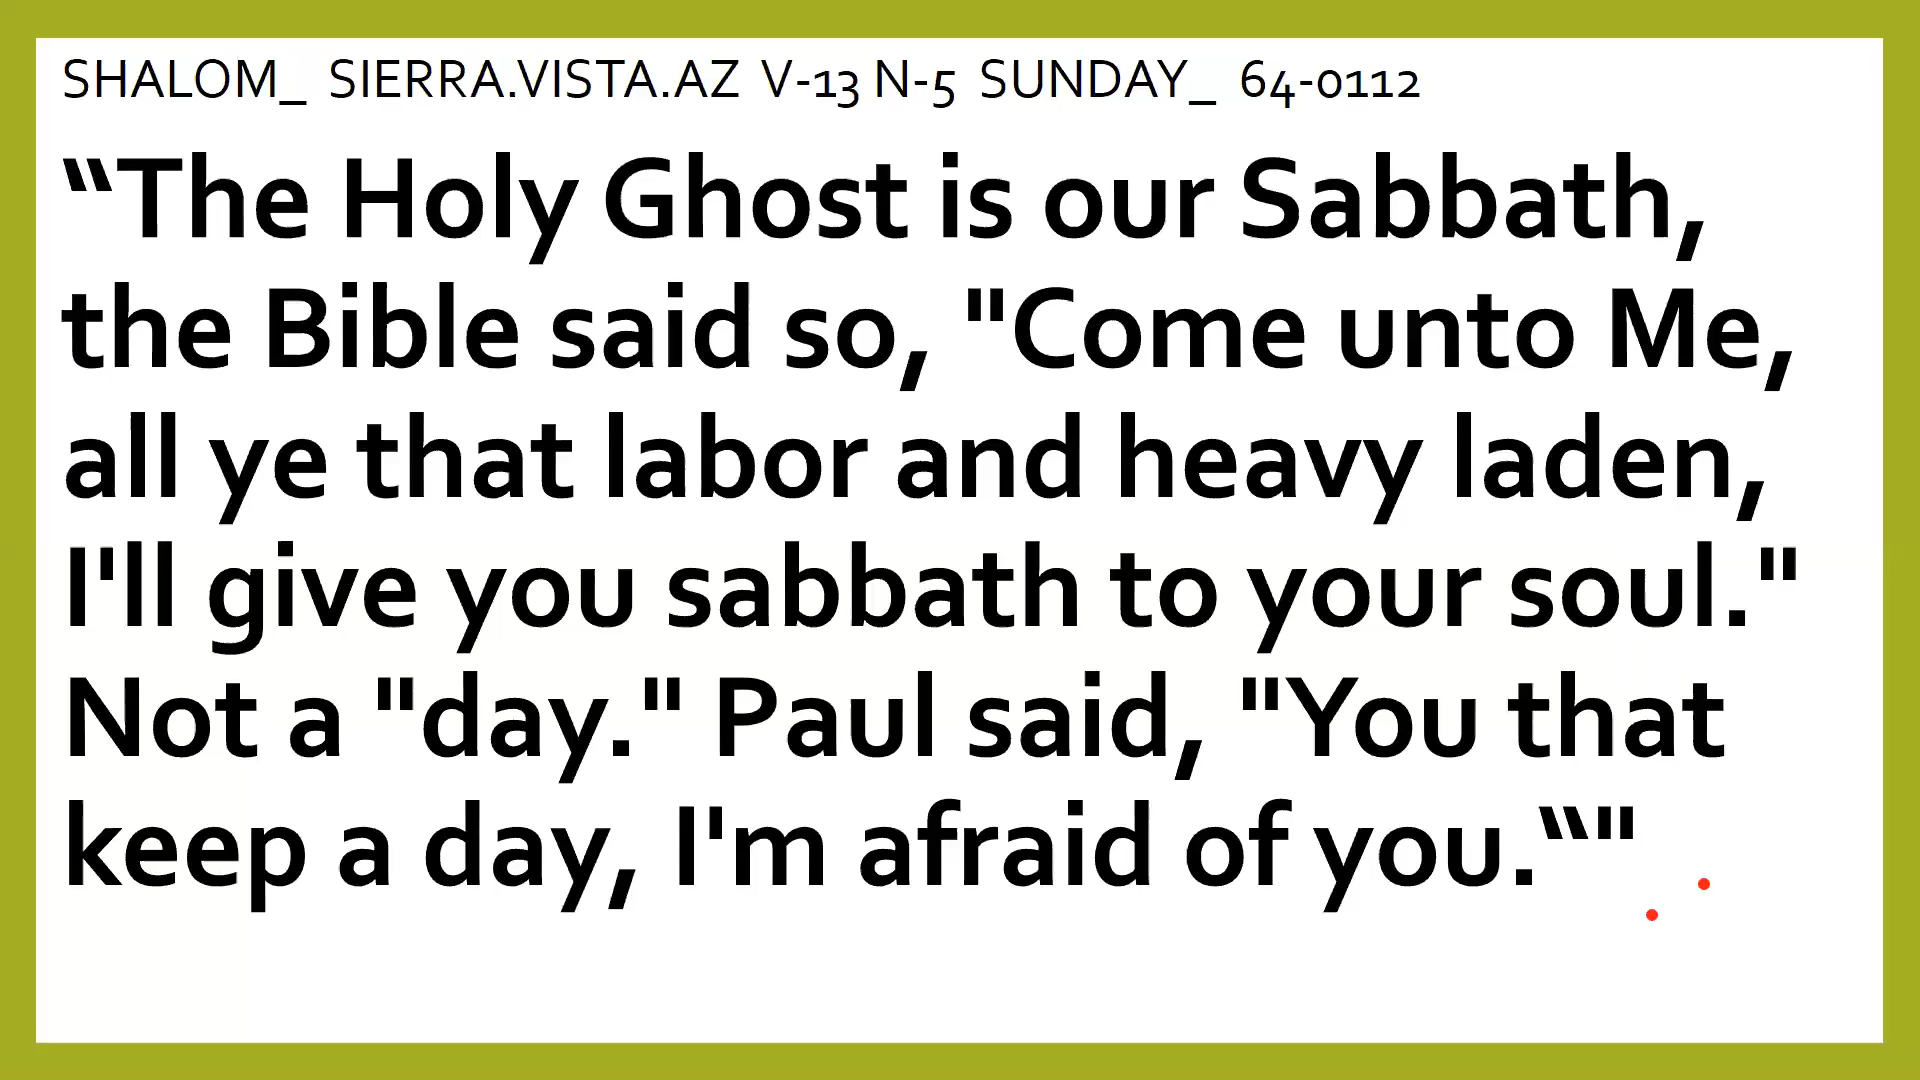 SHALOM_ SIERRA.VISTA.AZ V-13 N-5 SUNDAY_ 64-0112
“The Holy Ghost is our Sabbath,
the Bible said so, "Come unto Me,
all ye that labor and heavy laden,
I'll give you sabbath to your soul."
Not a "day." Paul said, "You that
keep a day, I'm afraid of you.“"